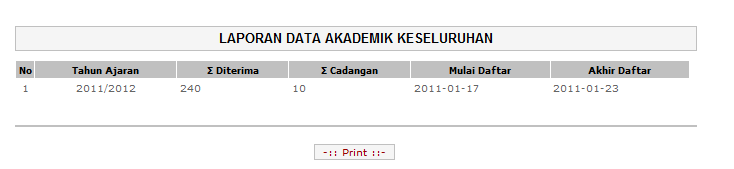 LAPORAN DATA AKADEMIK KESELURUHAN
No Tahun Ajaran Σ Diterima Σ Cadangan Mulai Daftar Akhir Daftar
1 2011/2012 240 10 2011-01-17 2011-01-23
-:: Print ::-